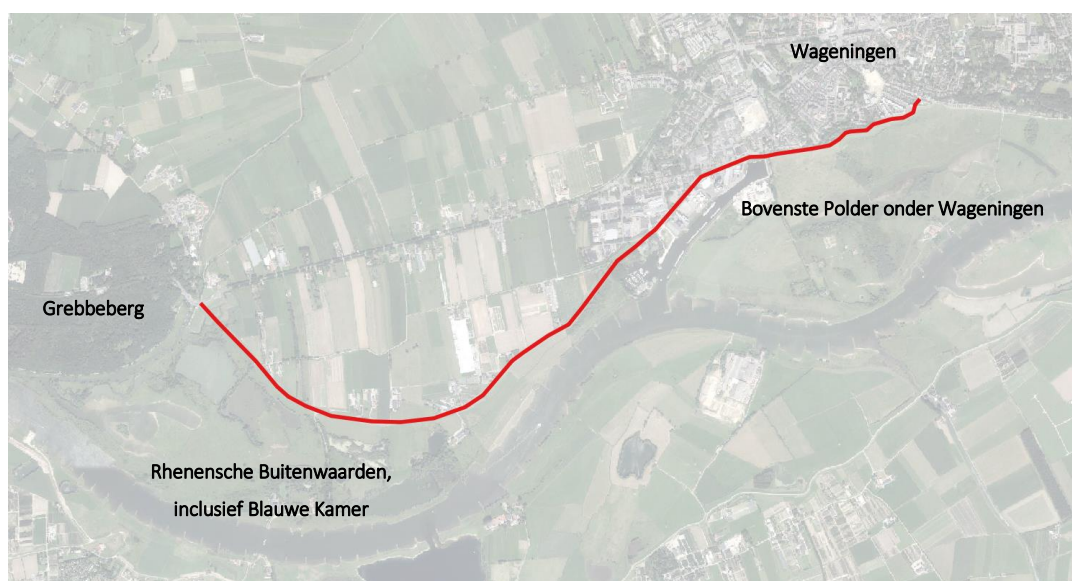 Wageningen
Bovenste Polder onder Wageningen
Grebbeberg
Rhenensche Buitenwaarden,
inclusief Blauwe Kamer